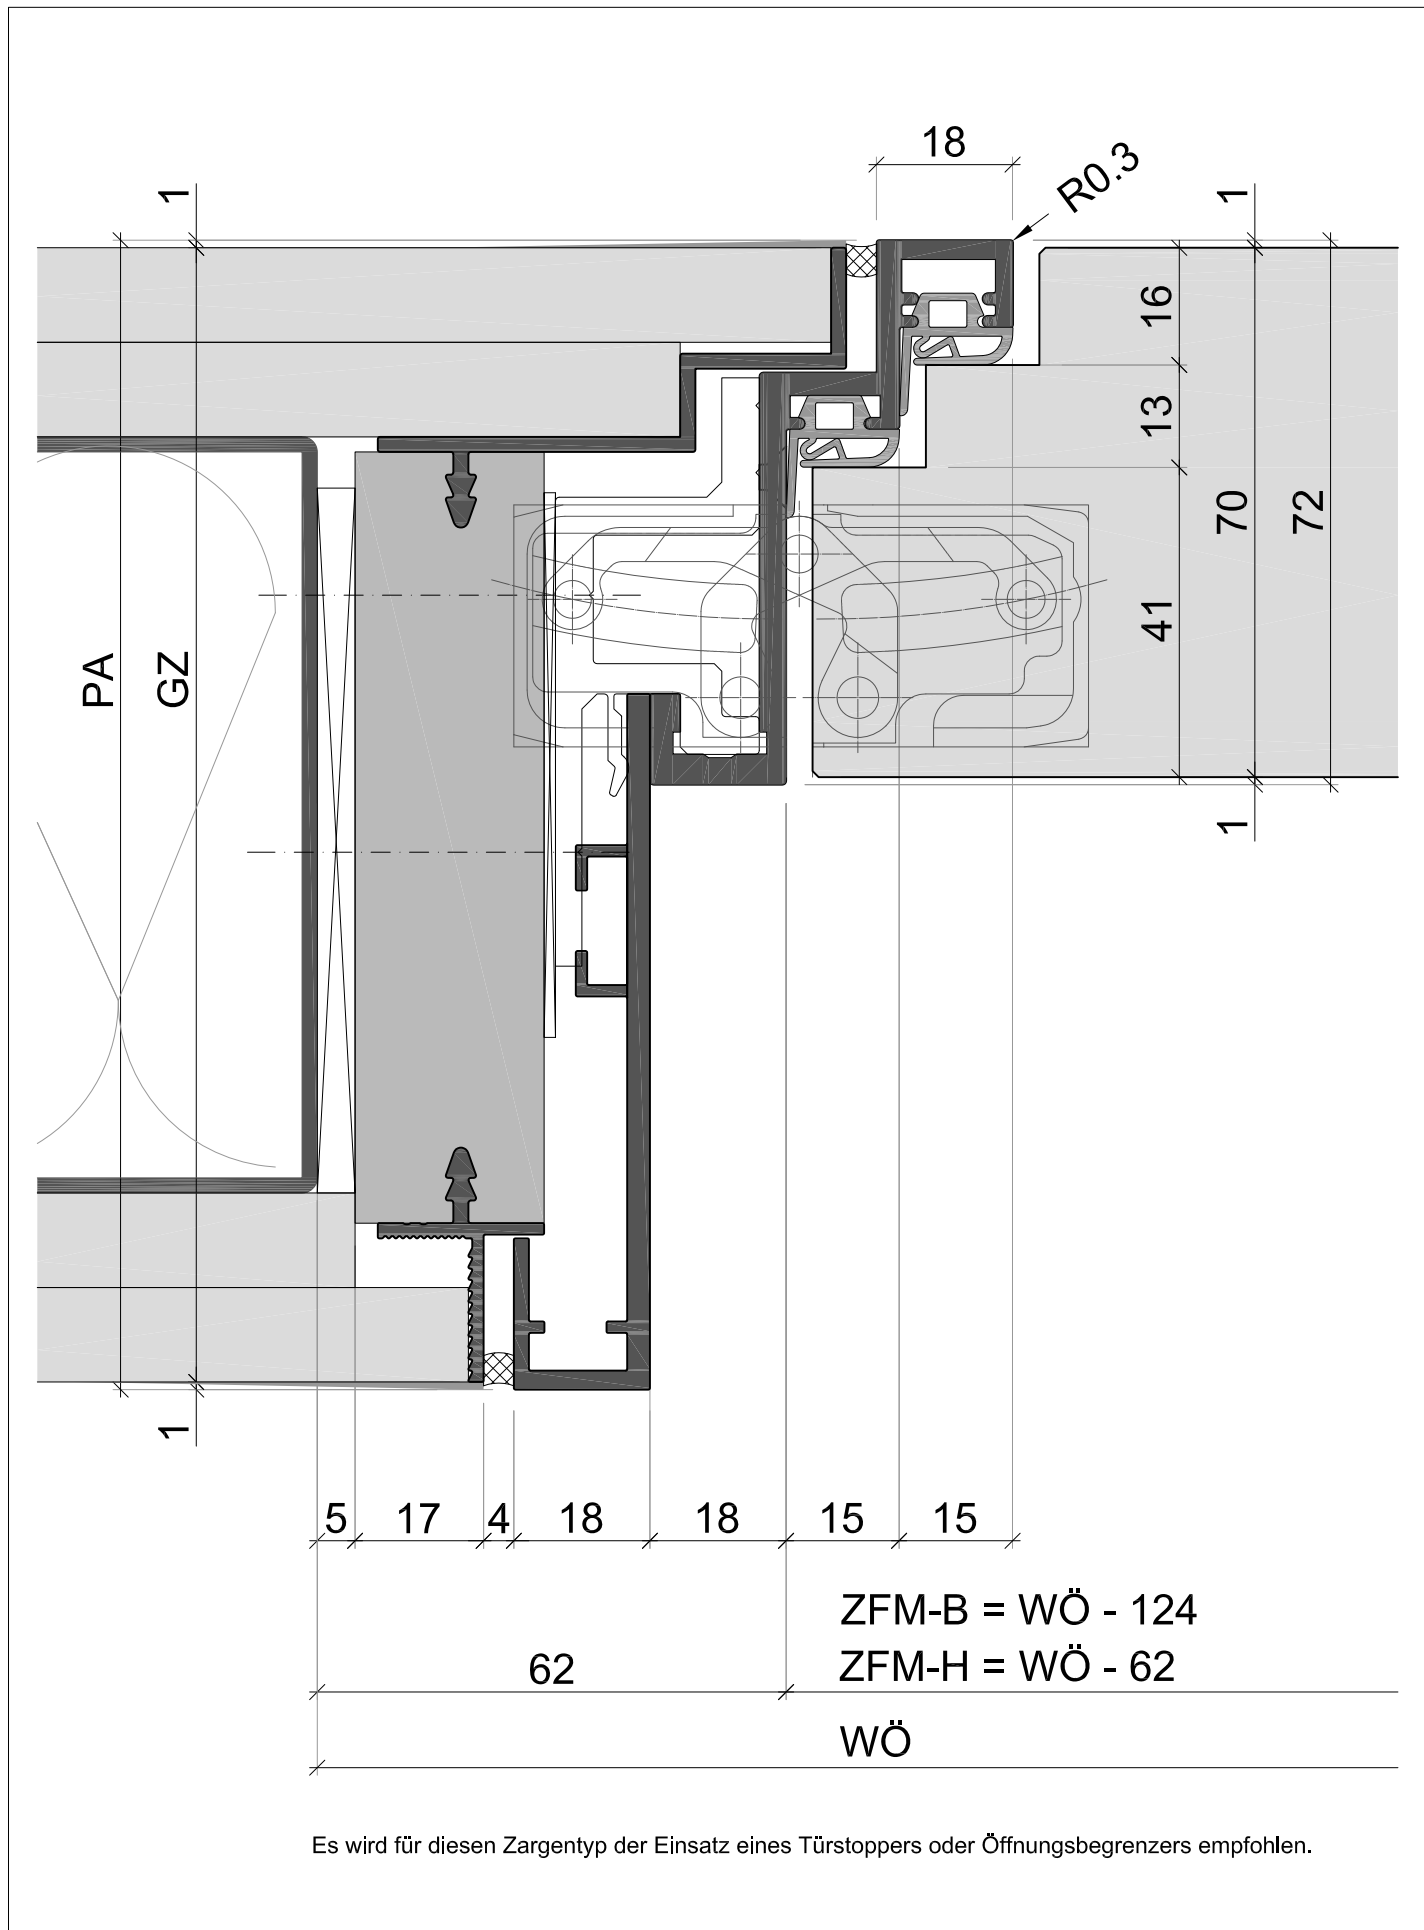 18
R0.3
1
1
16
13
70
72
PA
GZ
41
1
1
5
17
4
18
18
15
15
ZFM-B = WÖ - 124
62
ZFM-H = WÖ - 62
WÖ
Es wird für diesen Zargentyp der Einsatz eines Türstoppers oder Öffnungsbegrenzers empfohlen.